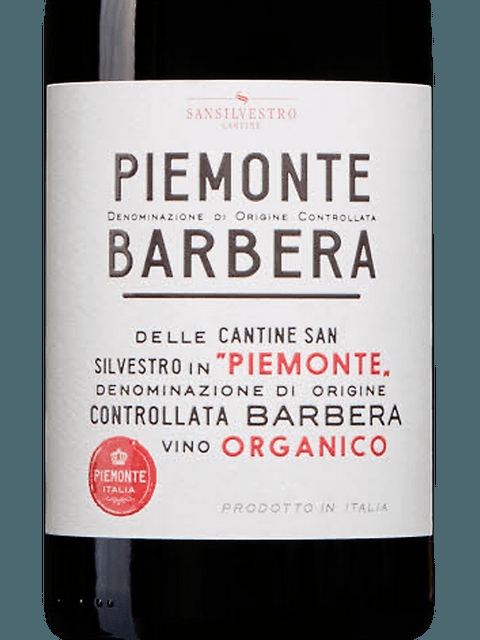 SANSILVESTRO
CANTINE
PIEMONTE
DENOMINAZIONE DI ORIGINE CONTROLLATA
BARBERA
DELLE CANTINE SAN
SILVESTRO IN "PIEMONTE„
DENOMINAZIONE DI ORIGINE
CONTROLLATA BARBERA
VINO ORGANICO
PIEMONTE
ITALIA
PRODOTTO IN ITALIA